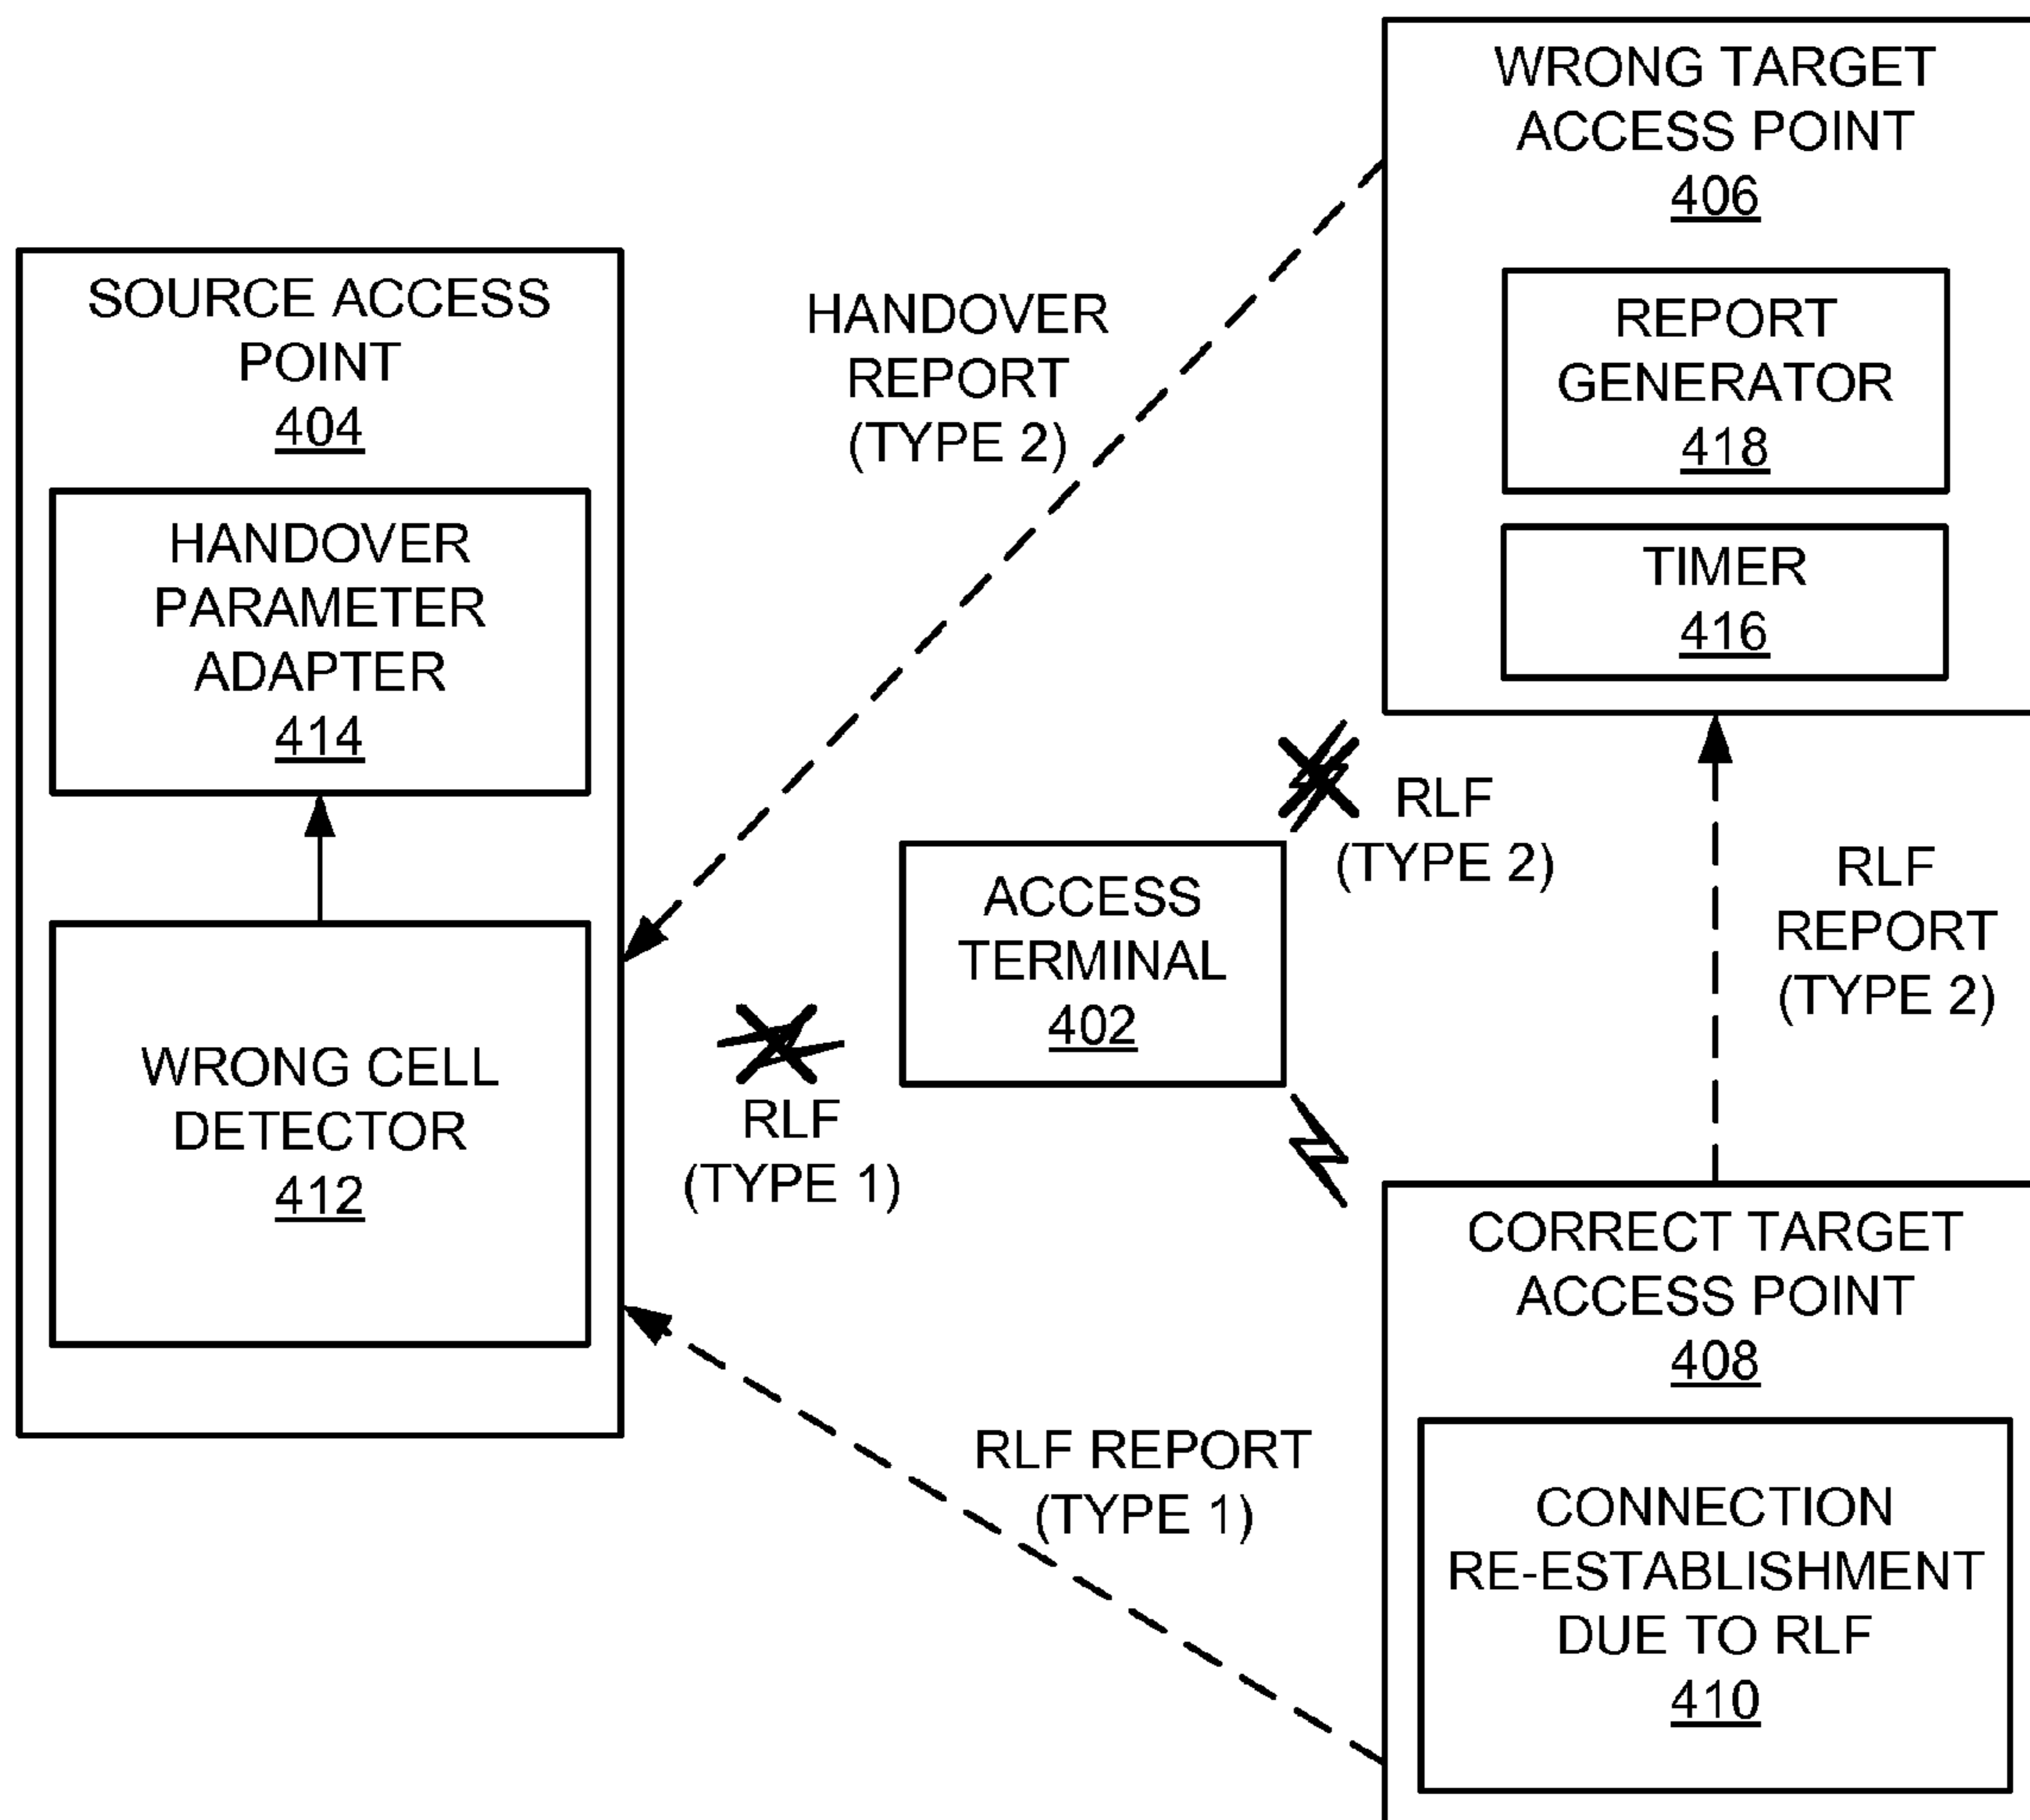 SOURCE ACCESS
POINT
404
HANDOVER
PARAMETER
ADAPTER
414
WRONG CELL
DETECTOR
412
HANDOVER
REPORT
(TYPE 2)
WRONG TARGET
ACCESS POINT
406
REPORT
GENERATOR
418
TIMER
416
RLF
(TYPE 2)
ACCESS
TERMINAL
402
RLF
REPORT
(TYPE 2)
RLF
(TYPE 1)
CORRECT TARGET
ACCESS POINT
408
CONNECTION
RE-ESTABLISHMENT
DUE TO RLF
410
RLF REPORT
(TYPE 1)